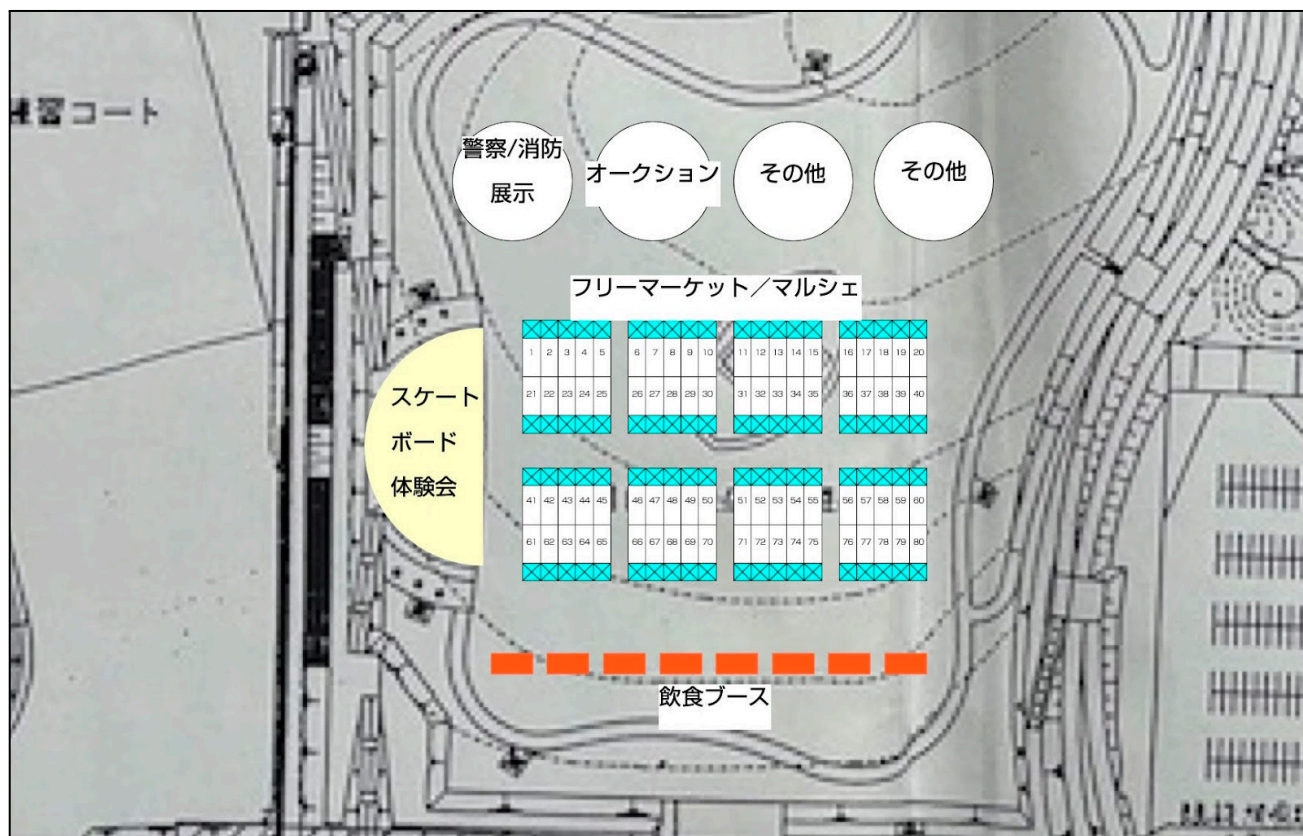 練習コート
警察/消防
展示
オークション
その他
その他
フリーマーケット／マルシェ
1 2 3 4 5 6 7 8 9 10 11 12 13 14 15 16 17 18 19 20
21 22 23 24 25 26 27 28 29 30 31 32 33 34 35 36 37 38 39 40
スケート
ボード
体験会
41 42 43 44 45 46 47 48 49 50 51 52 53 54 55 56 57 58 59 60
61 62 63 64 65 66 67 68 69 70 71 72 73 74 75 76 77 78 79 80
飲食ブース